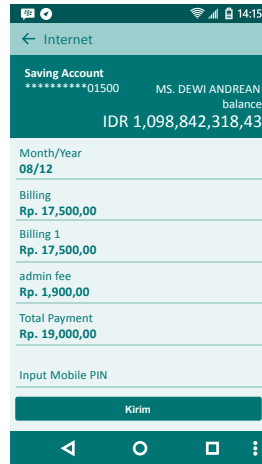 14:15
← Internet
Saving Account
**********01500 MS. DEWI ANDREAN
balance
IDR 1,098,842,318,43
Month/Year
08/12
Billing
Rp. 17,500,00
Billing 1
Rp. 17,500,00
admin fee
Rp. 1,900,00
Total Payment
Rp. 19,000,00
Input Mobile PIN
Kirim